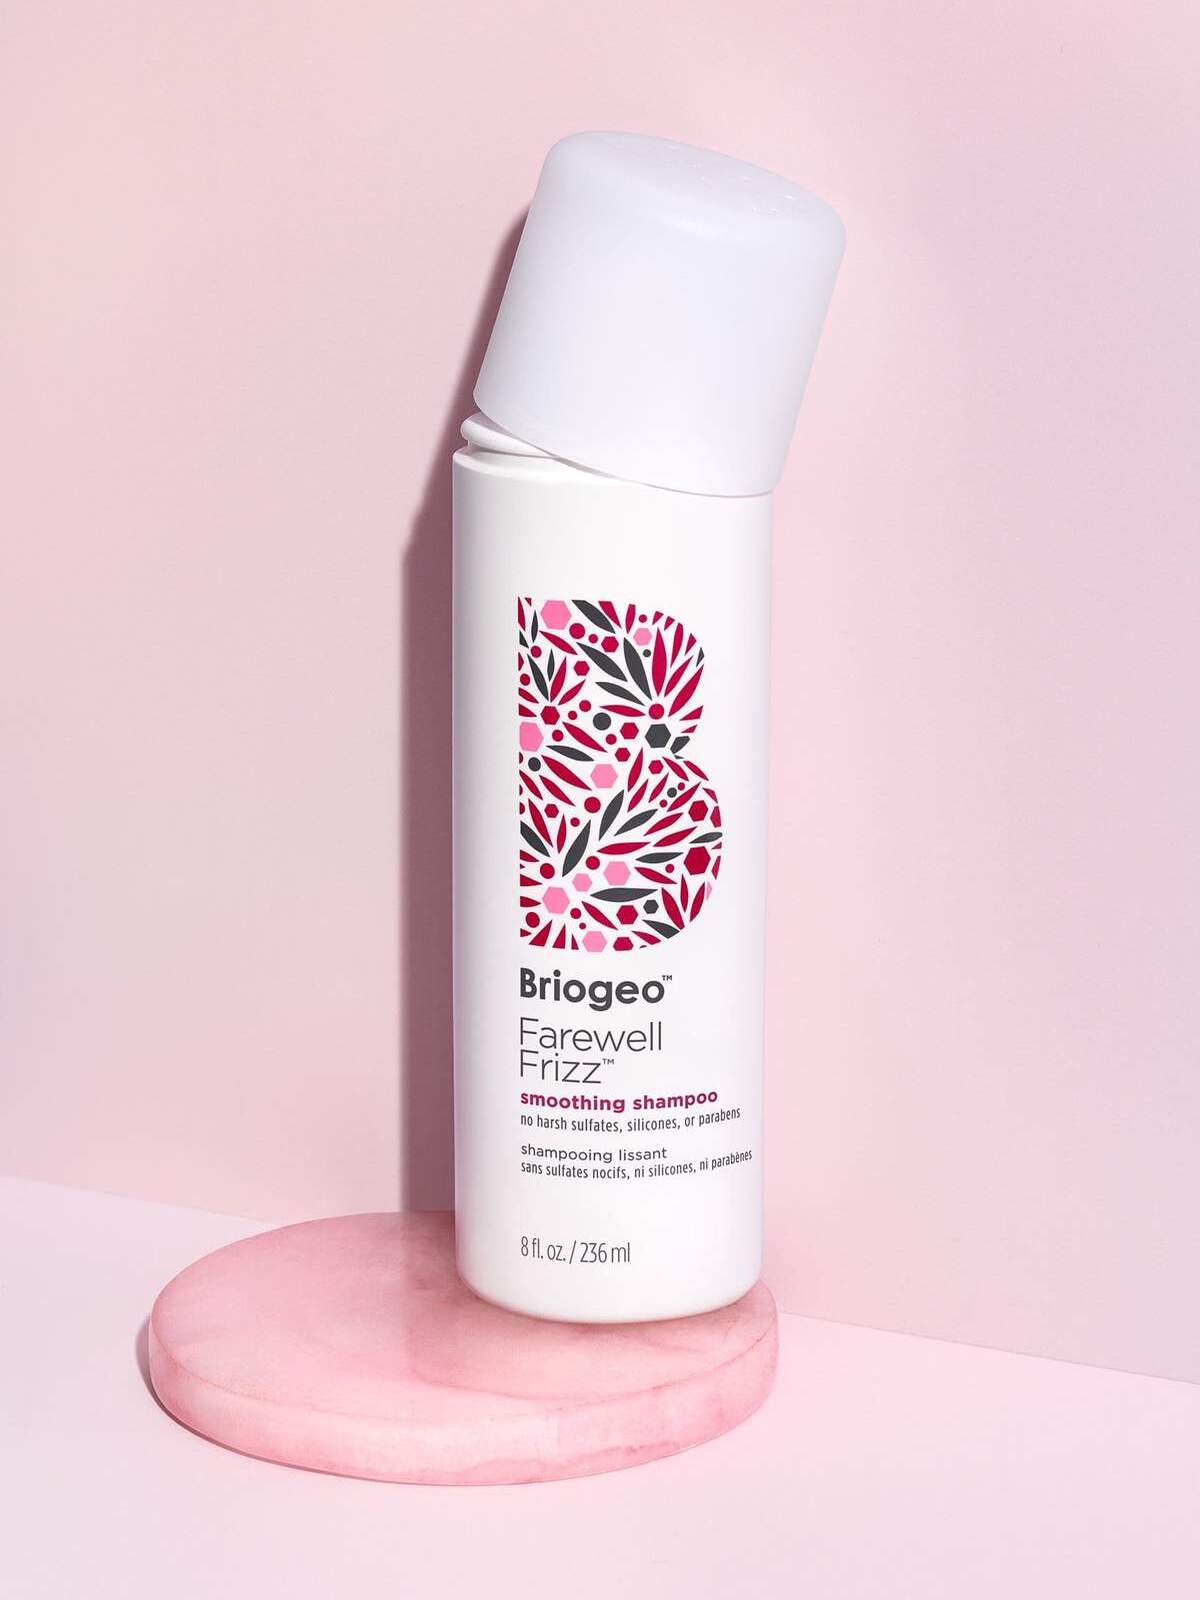 B
Briogeo™
Farewell
Frizz™
smoothing shampoo
no harsh sulfates, silicones, or parabens
shampooing lissant
sans sulfates nocifs, ni silicones, ni parabènes
8 fl. oz. / 236 ml